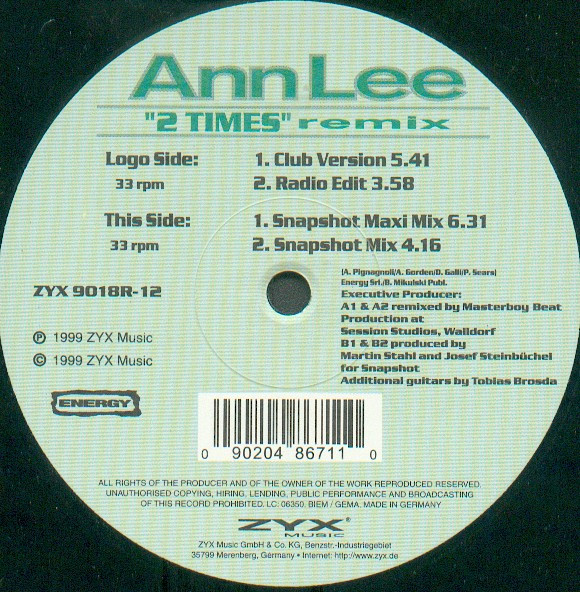 Ann Lee
"2 TIMES" remix
Logo Side: 1. Club Version 5.41
33 rpm 2. Radio Edit 3.58
This Side: 1. Snapshot Maxi Mix 6.31
33 rpm 2. Snapshot Mix 4.16
(A. Pignagnoli/A. Gordon/D. Galli/P. Sears)
Energy Srl./B. Mikulski Publ.
ZYX 9018R-12
Executive Producer:
A1 & A2 remixed by Masterboy Beat
Production at
Session Studios, Walldorf
B1 & B2 produced by
Martin Stahl and Josef Steinbüchel
for Snapshot
Additional guitars by Tobias Brosda
Ⓟ 1999 ZYX Music
© 1999 ZYX Music
ENERGY
0 90204 86711 0
ALL RIGHTS OF THE PRODUCER AND OF THE OWNER OF THE WORK REPRODUCED RESERVED.
UNAUTHORISED COPYING, HIRING, LENDING, PUBLIC PERFORMANCE AND BROADCASTING
OF THIS RECORD PROHIBITED. LC: 06350. BIEM / GEMA. MADE IN GERMANY
ZYX®
MUSIC
ZYX Music GmbH & Co. KG, Benzstr.-Industriegebiet
35799 Merenberg, Germany • Internet: http://www.zyx.de